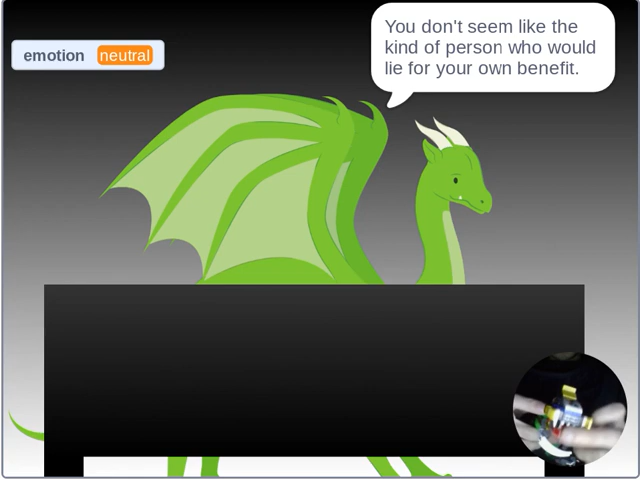 You don't seem like the
kind of person who would
lie for your own benefit.
emotion neutral